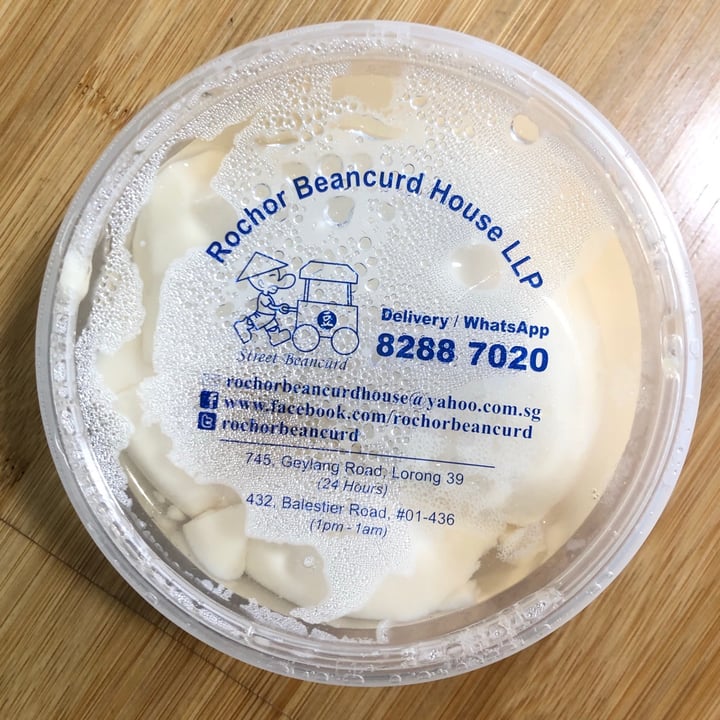 Rochor Beancurd House LLP
豆
Street Beancurd
Delivery / WhatsApp
8288 7020
rochorbeancurdhouse@yahoo.com.sg
www.facebook.com/rochorbeancurd
rochorbeancurd
745, Geylang Road, Lorong 39
(24 Hours)
432, Balestier Road, #01-436
(1pm - 1am)